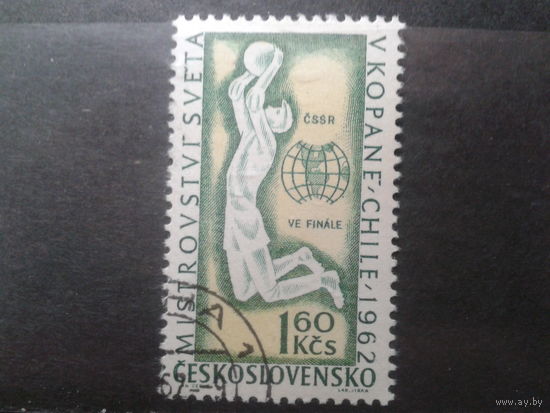 MISTROVSTVÍ SVĚTA
V KOPANÉ-CHILE-1962
ČSSR
VE FINÁLE
1 60
KČS
ČESKOSLOVENSKO
www.ay.by